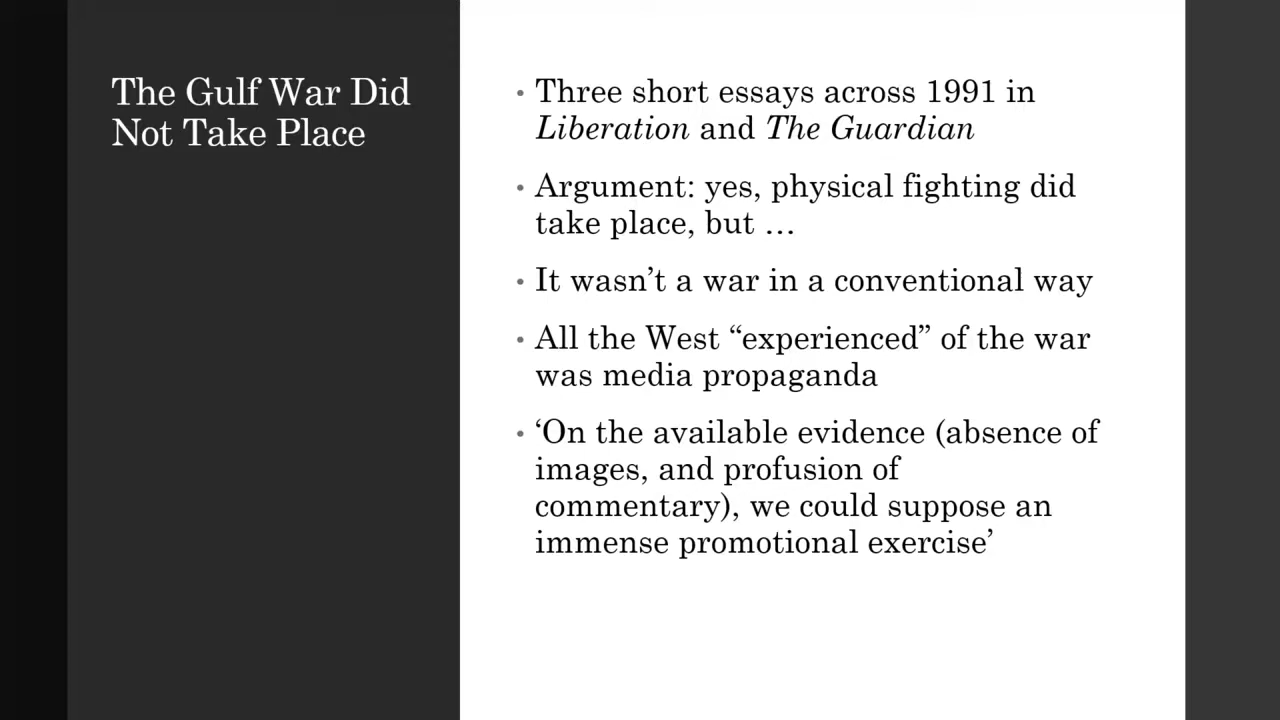 The Gulf War Did
Not Take Place
• Three short essays across 1991 in
Liberation and The Guardian
• Argument: yes, physical fighting did
take place, but …
• It wasn’t a war in a conventional way
• All the West “experienced” of the war
was media propaganda
• ‘On the available evidence (absence of
images, and profusion of
commentary), we could suppose an
immense promotional exercise’